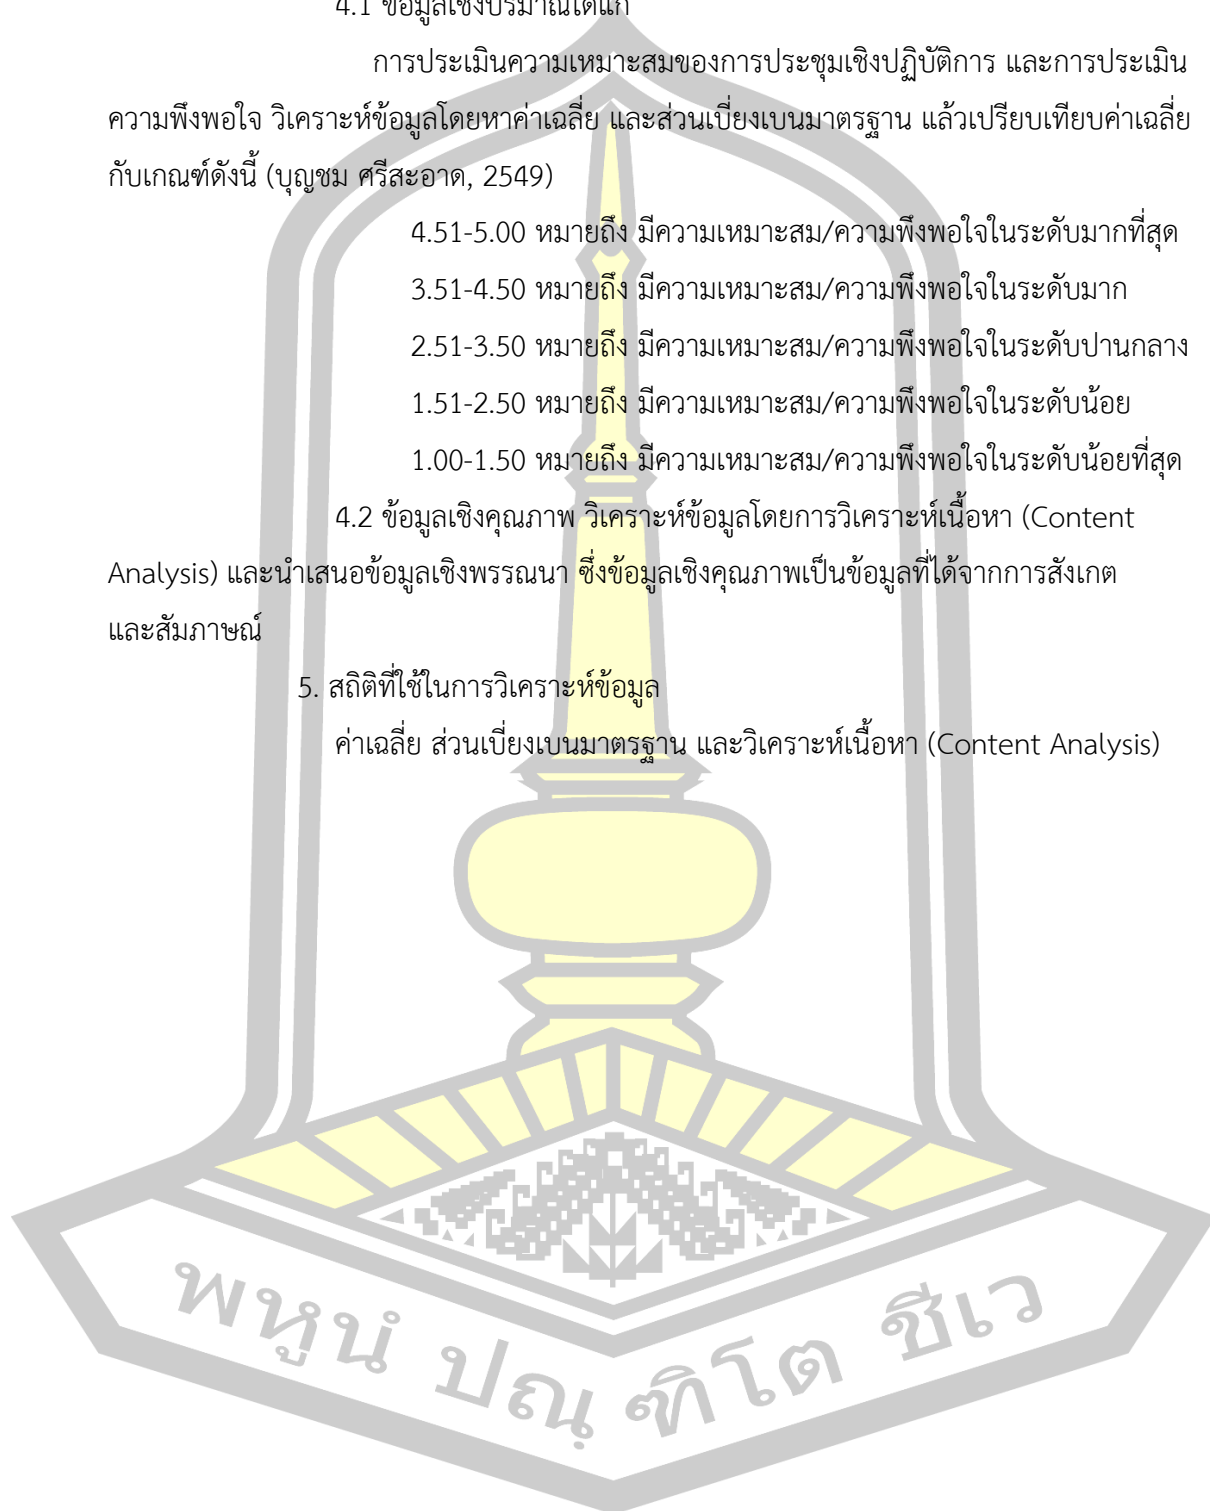 4.1 ข้อมูลเชิงปริมาณได้แก่
การประเมินความเหมาะสมของการประชุมเชิงปฏิบัติการ และการประเมิน
ความพึงพอใจ วิเคราะห์ข้อมูลโดยหาค่าเฉลี่ย และส่วนเบี่ยงเบนมาตรฐาน แล้วเปรียบเทียบค่าเฉลี่ย
กับเกณฑ์ดังนี้ (บุญชม ศรีสะอาด, 2549)
4.51-5.00 หมายถึง มีความเหมาะสม/ความพึงพอใจในระดับมากที่สุด
3.51-4.50 หมายถึง มีความเหมาะสม/ความพึงพอใจในระดับมาก
2.51-3.50 หมายถึง มีความเหมาะสม/ความพึงพอใจในระดับปานกลาง
1.51-2.50 หมายถึง มีความเหมาะสม/ความพึงพอใจในระดับน้อย
1.00-1.50 หมายถึง มีความเหมาะสม/ความพึงพอใจในระดับน้อยที่สุด
4.2 ข้อมูลเชิงคุณภาพ วิเคราะห์ข้อมูลโดยการวิเคราะห์เนื้อหา (Content
Analysis) และนำเสนอข้อมูลเชิงพรรณนา ซึ่งข้อมูลเชิงคุณภาพเป็นข้อมูลที่ได้จากการสังเกต
และสัมภาษณ์
5. สถิติที่ใช้ในการวิเคราะห์ข้อมูล
ค่าเฉลี่ย ส่วนเบี่ยงเบนมาตรฐาน และวิเคราะห์เนื้อหา (Content Analysis)
พหูนํ ปณฺฑิโต ชีเว